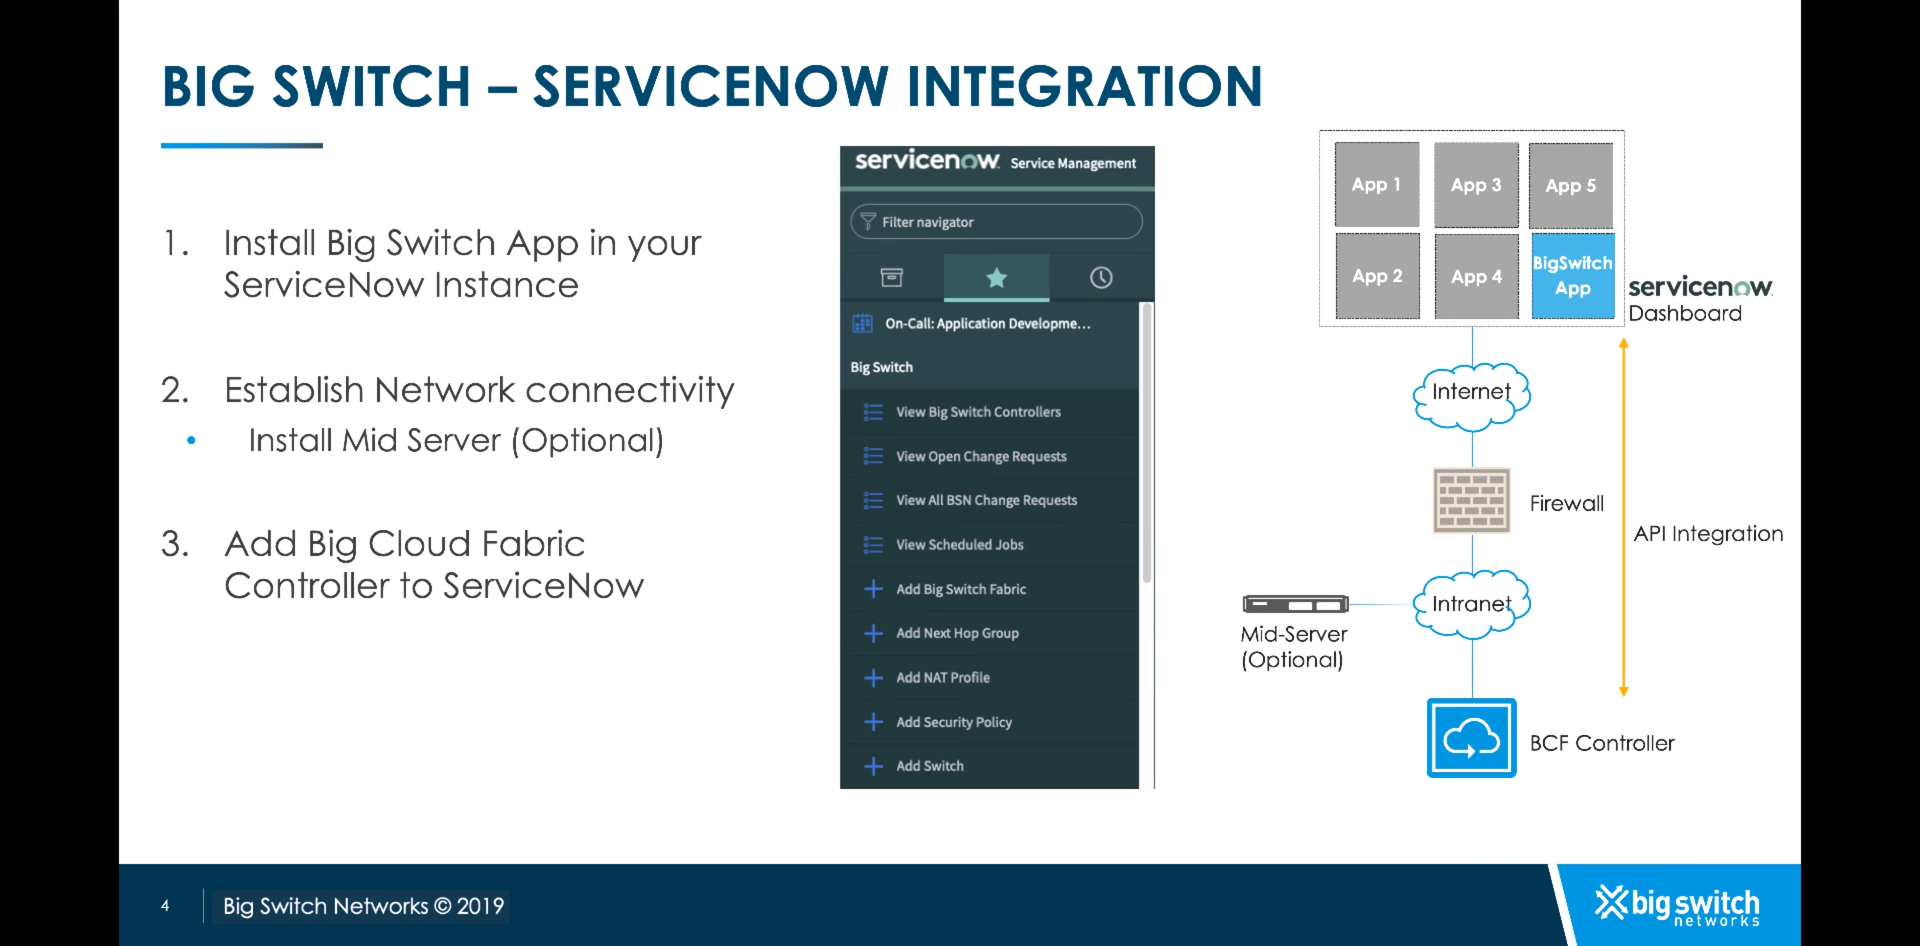 BIG SWITCH – SERVICENOW INTEGRATION
1. Install Big Switch App in your
ServiceNow Instance
2. Establish Network connectivity
• Install Mid Server (Optional)
3. Add Big Cloud Fabric
Controller to ServiceNow
servicenow Service Management
Filter navigator
On-Call: Application Developme...
Big Switch
View Big Switch Controllers
View Open Change Requests
View All BSN Change Requests
View Scheduled Jobs
Add Big Switch Fabric
Add Next Hop Group
Add NAT Profile
Add Security Policy
Add Switch
App 1 App 3 App 5
App 2 App 4 BigSwitch
App
servicenow
Dashboard
Internet
Firewall
API Integration
Intranet
Mid-Server
(Optional)
BCF Controller
4 Big Switch Networks © 2019
big switch
networks